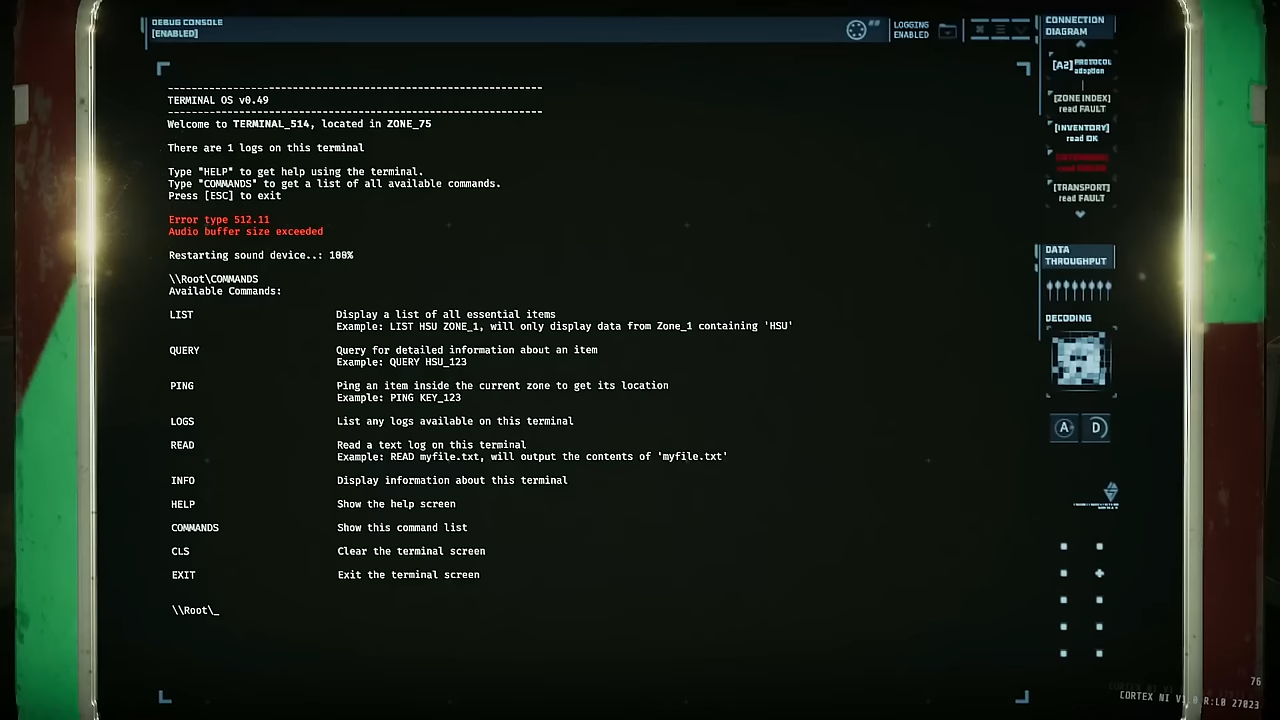 DEBUG CONSOLE
[ENABLED]
LOGGING
ENABLED
--------------------------------------------------------------
TERMINAL OS v0.49
--------------------------------------------------------------
Welcome to TERMINAL_514, located in ZONE_75
There are 1 logs on this terminal
Type "HELP" to get help using the terminal.
Type "COMMANDS" to get a list of all available commands.
Press [ESC] to exit
Error type 512.11
Audio buffer size exceeded
Restarting sound device..: 100%
\\Root\COMMANDS
Available Commands:
LIST Display a list of all essential items
Example: LIST HSU ZONE_1, will only display data from Zone_1 containing 'HSU'
QUERY Query for detailed information about an item
Example: QUERY HSU_123
PING Ping an item inside the current zone to get its location
Example: PING KEY_123
LOGS List any logs available on this terminal
READ Read a text log on this terminal
Example: READ myfile.txt, will output the contents of 'myfile.txt'
INFO Display information about this terminal
HELP Show the help screen
COMMANDS Show this command list
CLS Clear the terminal screen
EXIT Exit the terminal screen
\\Root\_
CONNECTION
DIAGRAM
[A2] PROTOCOL
adaption
[ZONE INDEX]
read FAULT
[INVENTORY]
read OK
[TRANSPORT]
read FAULT
DATA
THROUGHPUT
DECODING
A D
76
CORTEX NI V1.0 R:L0 27023